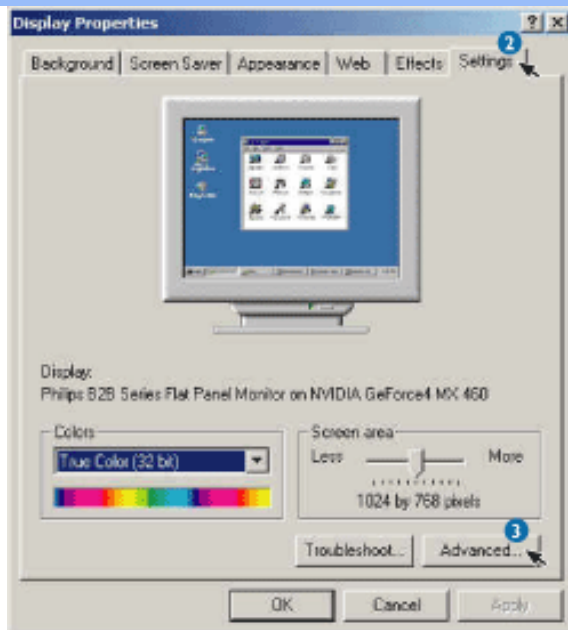 Display Properties
2
Background Screen Saver Appearance Web Effects Settings
Display:
Philips B2B Series Flat Panel Monitor on NVIDIA GeForce4 MX 460
Colors
True Color (32 bit)
Screen area
Less More
1024 by 768 pixels
3
Troubleshoot... Advanced...
OK Cancel Apply